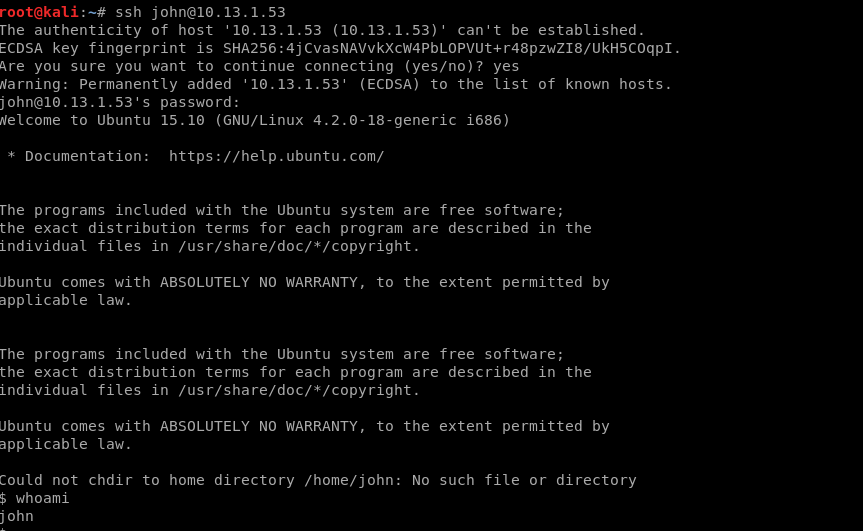 root@kali:~# ssh john@10.13.1.53
The authenticity of host '10.13.1.53 (10.13.1.53)' can't be established.
ECDSA key fingerprint is SHA256:4jCvasNAVvkXcW4PbLOPVUt+r48pzwZI8/UkH5COqpI.
Are you sure you want to continue connecting (yes/no)? yes
Warning: Permanently added '10.13.1.53' (ECDSA) to the list of known hosts.
john@10.13.1.53's password:
Welcome to Ubuntu 15.10 (GNU/Linux 4.2.0-18-generic i686)
* Documentation:  https://help.ubuntu.com/
The programs included with the Ubuntu system are free software;
the exact distribution terms for each program are described in the
individual files in /usr/share/doc/*/copyright.
Ubuntu comes with ABSOLUTELY NO WARRANTY, to the extent permitted by
applicable law.
The programs included with the Ubuntu system are free software;
the exact distribution terms for each program are described in the
individual files in /usr/share/doc/*/copyright.
Ubuntu comes with ABSOLUTELY NO WARRANTY, to the extent permitted by
applicable law.
Could not chdir to home directory /home/john: No such file or directory
$ whoami
john